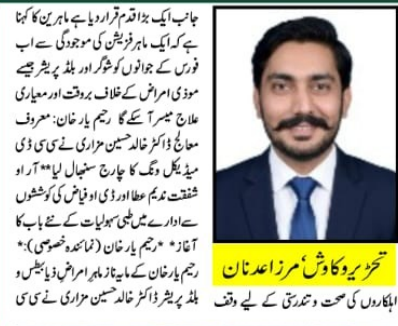 جانب ایک بڑا قدم قرار دیا ہے ماہرین کا کہنا
ہے کہ ایک ماہر فزیشن کی موجودگی سے اب
فورس کے جوانوں کو شوگر اور بلڈ پریشر جیسے
موذی امراض کے خلاف بروقت اور معیاری
علاج میسر آسکے گا رحیم یار خان: معروف
معالج ڈاکٹر خالد حسین مزاری نے سی سی ڈی
میڈیکل ونگ کا چارج سنبھال لیا** آر او
شفقت ندیم عطا اور ڈی او فیاض کی کوششوں
سے ادارے میں طبی سہولیات کے نئے باب کا
آغاز* *رحیم یار خان (نمائندہ خصوصی):*
رحیم یار خان کے مایہ ناز ماہرِ امراضِ ذیابیطس و
بلڈ پریشر ڈاکٹر خالد حسین مزاری نے سی سی
تحریر و کاوش، مرزا عدنان
اہلکاروں کی صحت و تندرستی کے لیے وقف